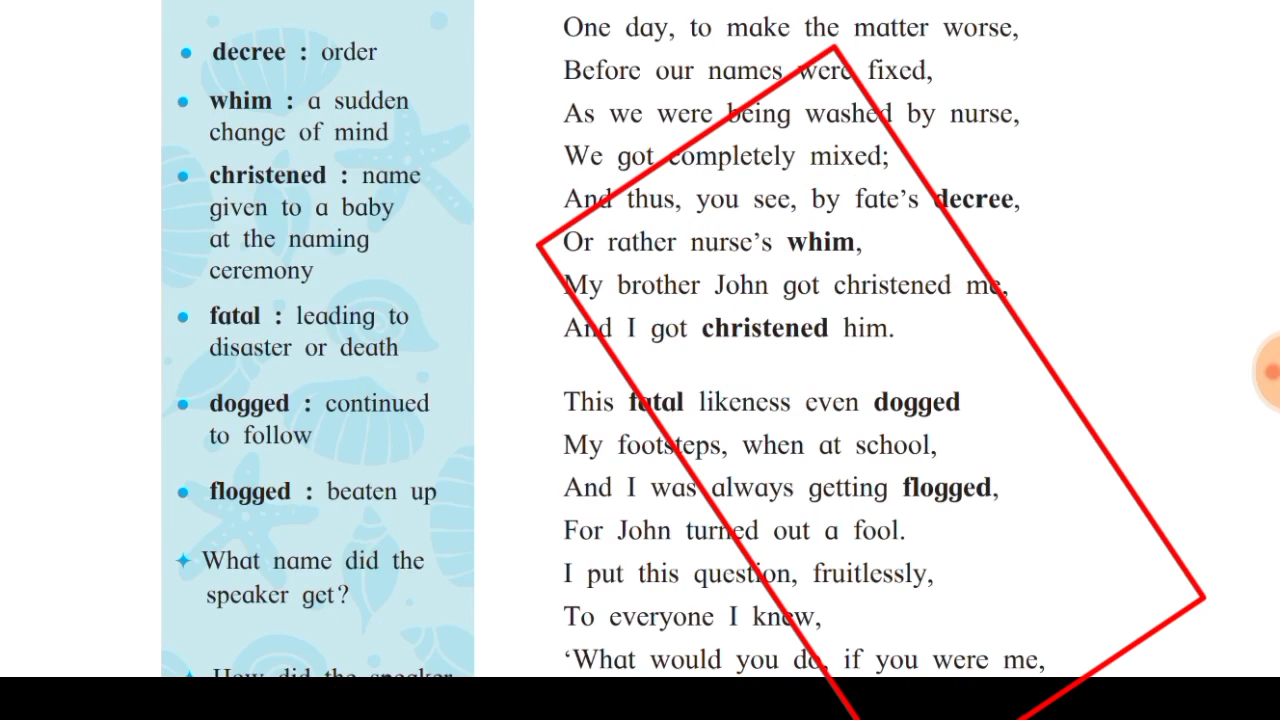 decree : order
whim : a sudden
change of mind
christened : name
given to a baby
at the naming
ceremony
fatal : leading to
disaster or death
dogged : continued
to follow
flogged : beaten up
What name did the
speaker get?
How did the speaker
One day, to make the matter worse,
Before our names were fixed,
As we were being washed by nurse,
We got completely mixed;
And thus, you see, by fate's decree,
Or rather nurse's whim,
My brother John got christened me,
And I got christened him.
This fatal likeness even dogged
My footsteps, when at school,
And I was always getting flogged,
For John turned out a fool.
I put this question, fruitlessly,
To everyone I knew,
‘What would you do, if you were me,